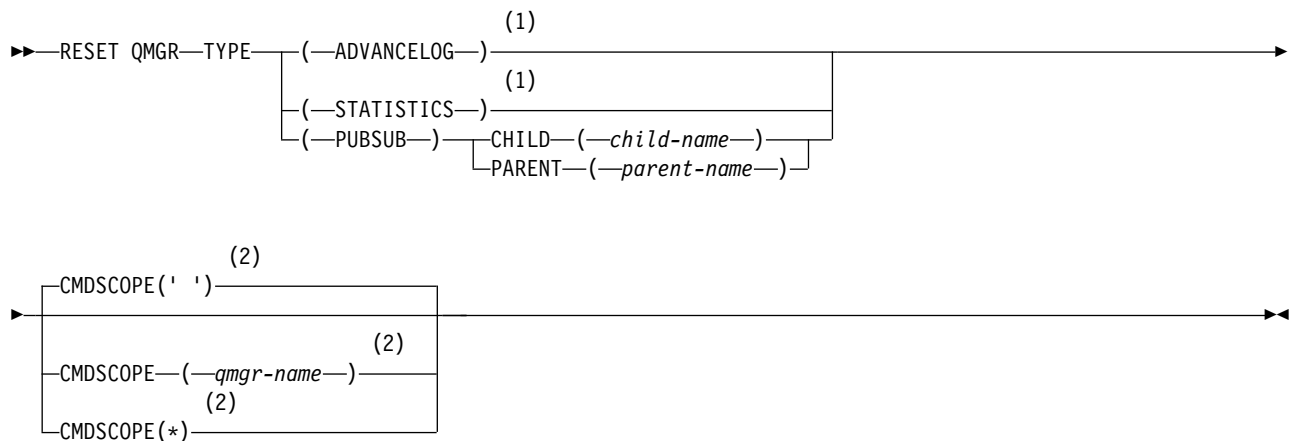 (1)
RESET QMGR TYPE ( ADVANCELOG )
(1)
( STATISTICS )
( PUBSUB ) CHILD ( child-name )
PARENT ( parent-name )
(2)
CMDSCOPE(' ')
(2)
CMDSCOPE ( qmgr-name )
(2)
CMDSCOPE(*)